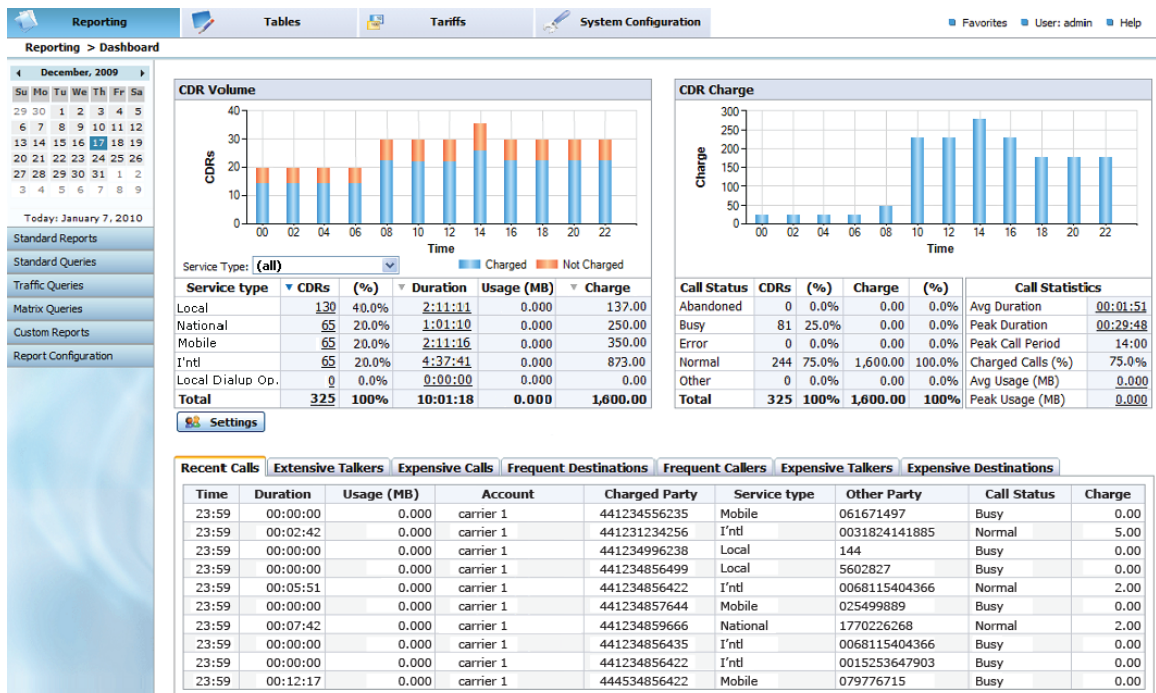 Reporting Tables Tariffs System Configuration Favorites User: admin Help
Reporting > Dashboard
December, 2009
Su Mo Tu We Th Fr Sa
29 30 1 2 3 4 5
6 7 8 9 10 11 12
13 14 15 16 17 18 19
20 21 22 23 24 25 26
27 28 29 30 31 1 2
3 4 5 6 7 8 9
Today: January 7, 2010
Standard Reports
Standard Queries
Traffic Queries
Matrix Queries
Custom Reports
Report Configuration
CDR Volume
40
30
20
10
0
CDRs
00 02 04 06 08 10 12 14 16 18 20 22
Time
Service Type: (all) Charged Not Charged
Service type CDRs (%) Duration Usage (MB) Charge
Local 130 40.0% 2:11:11 0.000 137.00
National 65 20.0% 1:01:10 0.000 250.00
Mobile 65 20.0% 2:11:16 0.000 350.00
I'ntl 65 20.0% 4:37:41 0.000 873.00
Local Dialup Op. 0 0.0% 0:00:00 0.000 0.00
Total 325 100% 10:01:18 0.000 1,600.00
Settings
CDR Charge
300
250
200
150
100
50
0
Charge
00 02 04 06 08 10 12 14 16 18 20 22
Time
Call Status CDRs (%) Charge (%) Call Statistics
Abandoned 0 0.0% 0.00 0.0% Avg Duration 00:01:51
Busy 81 25.0% 0.00 0.0% Peak Duration 00:29:48
Error 0 0.0% 0.00 0.0% Peak Call Period 14:00
Normal 244 75.0% 1,600.00 100.0% Charged Calls (%) 75.0%
Other 0 0.0% 0.00 0.0% Avg Usage (MB) 0.000
Total 325 100% 1,600.00 100% Peak Usage (MB) 0.000
Recent Calls Extensive Talkers Expensive Calls Frequent Destinations Frequent Callers Expensive Talkers Expensive Destinations
Time Duration Usage (MB) Account Charged Party Service type Other Party Call Status Charge
23:59 00:00:00 0.000 carrier 1 441234556235 Mobile 061671497 Busy 0.00
23:59 00:02:42 0.000 carrier 1 441231234256 I'ntl 0031824141885 Normal 5.00
23:59 00:00:00 0.000 carrier 1 441234996238 Local 144 Busy 0.00
23:59 00:00:00 0.000 carrier 1 441234856499 Local 5602827 Busy 0.00
23:59 00:05:51 0.000 carrier 1 441234856422 I'ntl 0068115404366 Normal 2.00
23:59 00:00:00 0.000 carrier 1 441234857644 Mobile 025499889 Busy 0.00
23:59 00:07:42 0.000 carrier 1 441234859666 National 1770226268 Normal 2.00
23:59 00:00:00 0.000 carrier 1 441234856435 I'ntl 0068115404366 Busy 0.00
23:59 00:00:00 0.000 carrier 1 441234856422 I'ntl 0015253647903 Busy 0.00
23:59 00:12:17 0.000 carrier 1 444534856422 Mobile 079776715 Busy 0.00